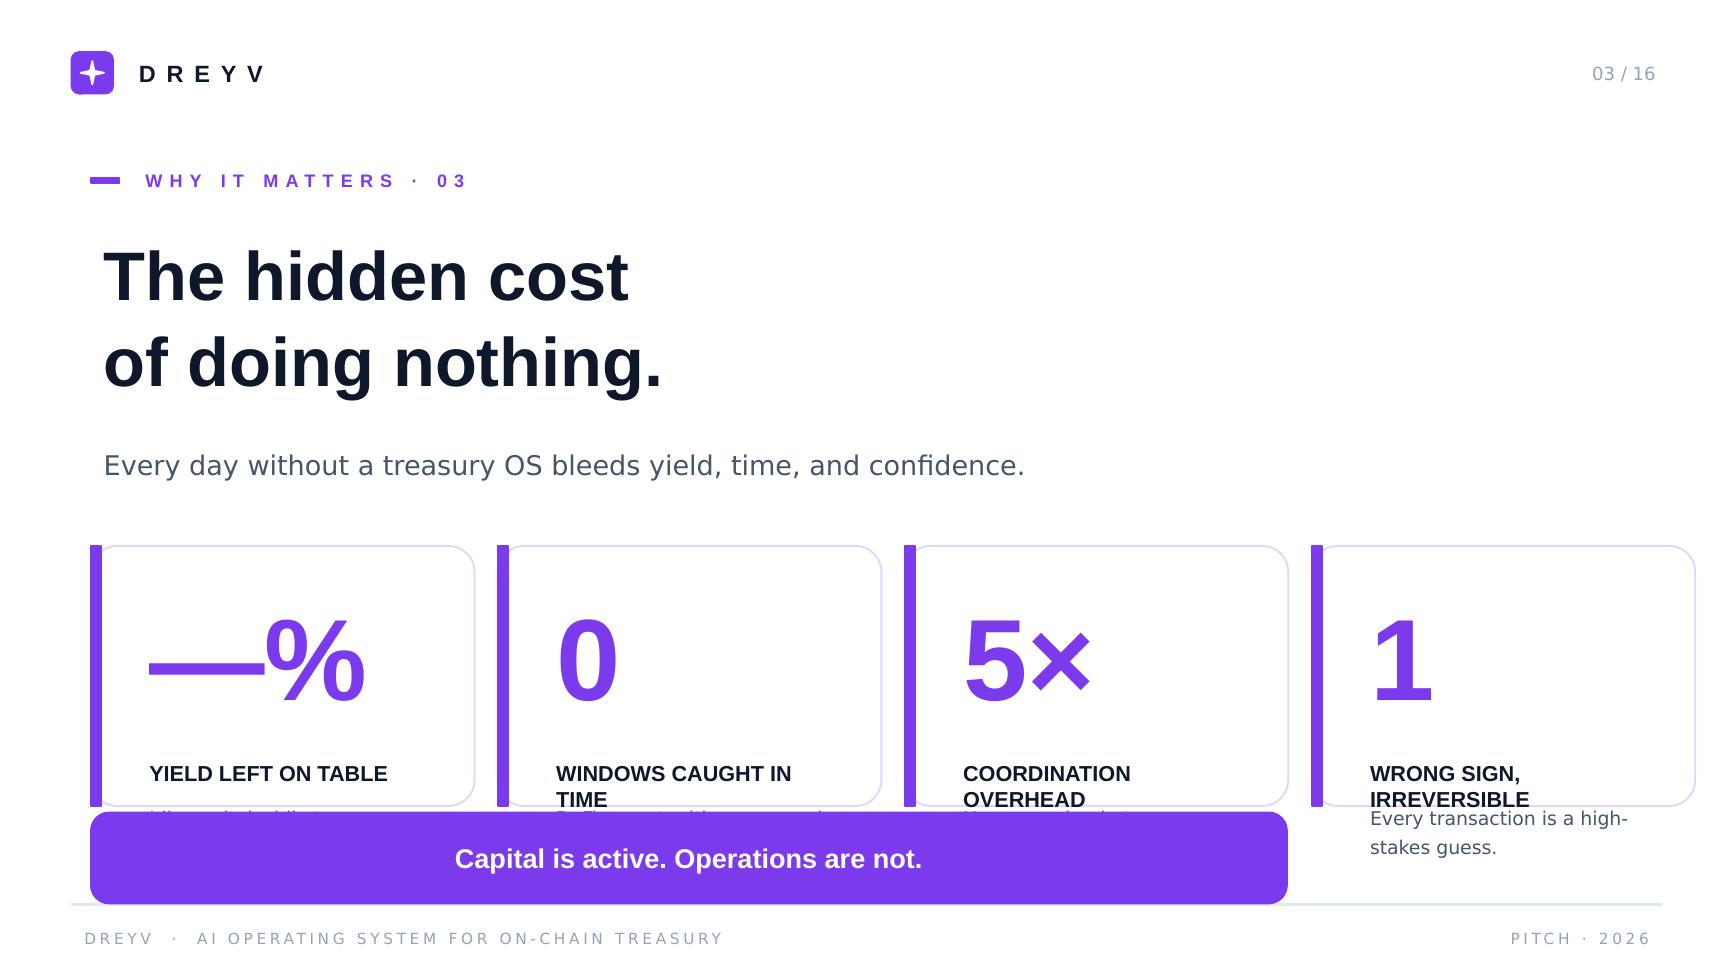 DREYV
03 / 16
WHY IT MATTERS · 03
The hidden cost
of doing nothing.
Every day without a treasury OS bleeds yield, time, and confidence.
—%
YIELD LEFT ON TABLE
0
WINDOWS CAUGHT IN
TIME
5×
COORDINATION
OVERHEAD
1
WRONG SIGN,
IRREVERSIBLE
Every transaction is a high-
stakes guess.
Capital is active. Operations are not.
DREYV · AI OPERATING SYSTEM FOR ON-CHAIN TREASURY
PITCH · 2026